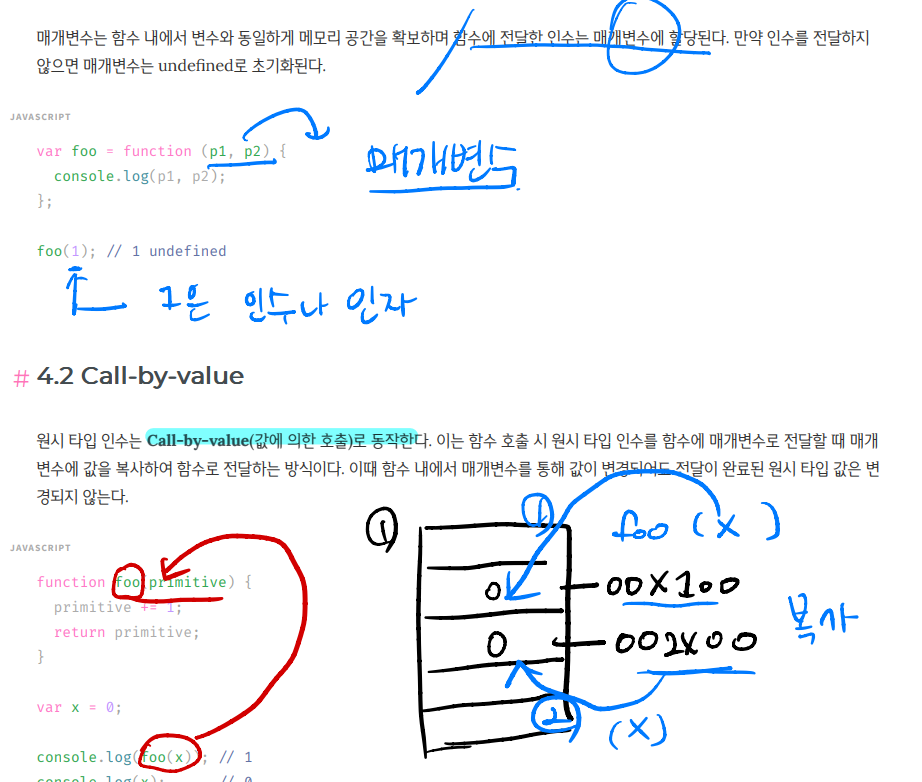 매개변수는 함수 내에서 변수와 동일하게 메모리 공간을 확보하며 함수에 전달한 인수는 매개변수에 할당된다. 만약 인수를 전달하지
않으면 매개변수는 undefined로 초기화된다.
JAVASCRIPT
var foo = function (p1, p2) {
console.log(p1, p2);
};
매개변수
foo(1); // 1 undefined
1은 인수나 인자
# 4.2 Call-by-value
원시 타입 인수는 Call-by-value(값에 의한 호출)로 동작한다. 이는 함수 호출 시 원시 타입 인수를 함수에 매개변수로 전달할 때 매개
변수에 값을 복사하여 함수로 전달하는 방식이다. 이때 함수 내에서 매개변수를 통해 값이 변경되어도 전달이 완료된 원시 타입 값은 변
경되지 않는다.
① ① foo (x)
JAVASCRIPT
function foo(primitive) {
primitive += 1;
return primitive;
}
0 00X100
0 002X00
복사
② (x)
var x = 0;
console.log(foo(x)); // 1
console.log(x); // 0